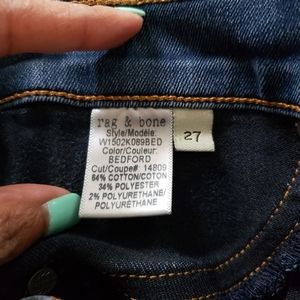 rag & bone
Style/Modèle:
W1502K089BED
Color/Couleur:
BEDFORD
Cut/Coupe# 14809
64% COTTON/COTON
34% POLYESTER
2% POLYURETHANE/
POLYURÉTHANE
27